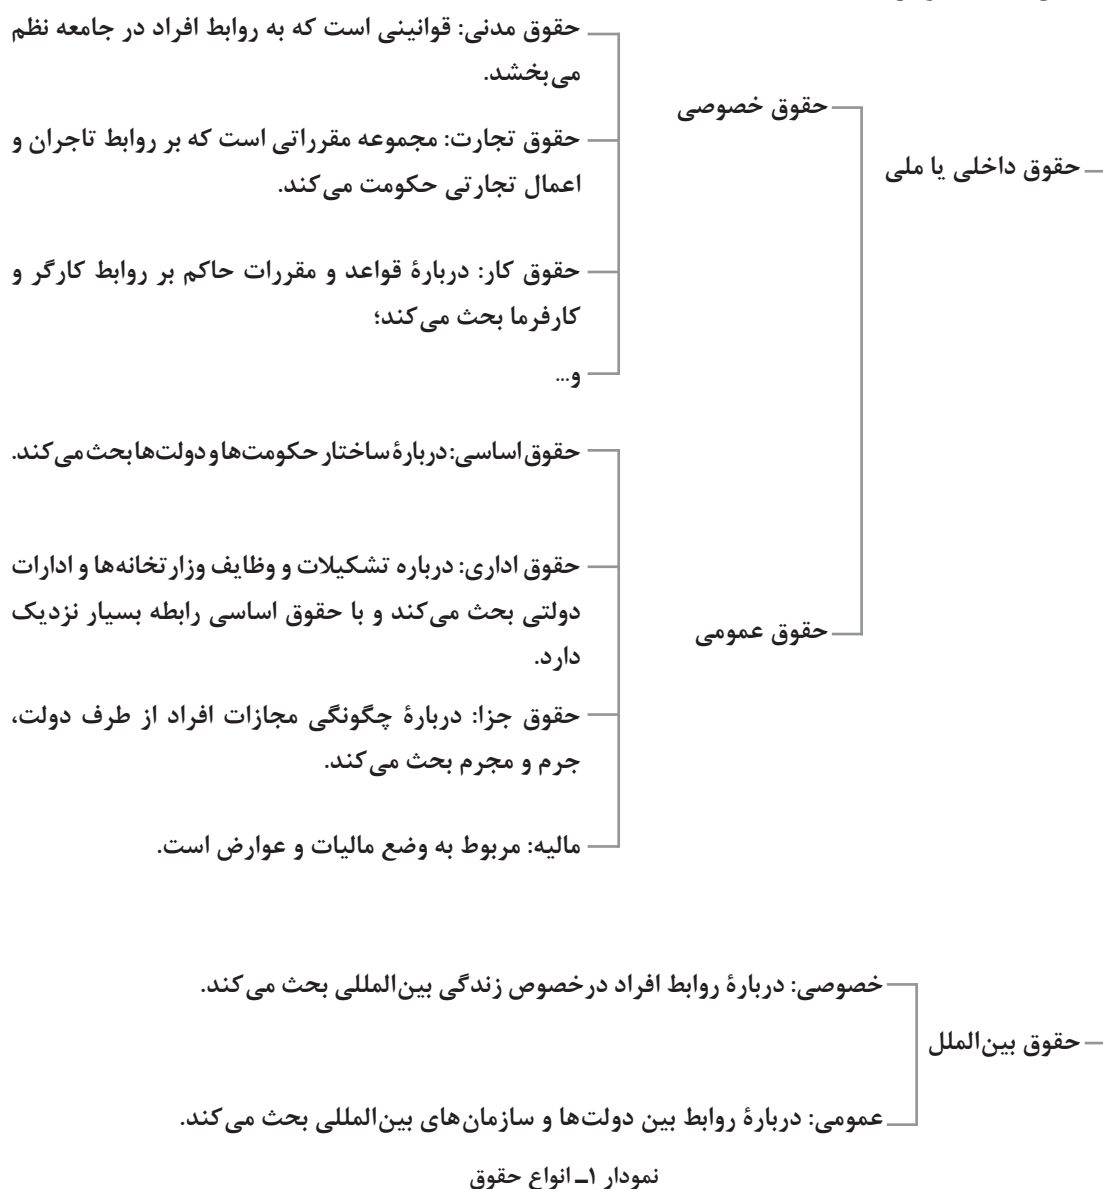 حقوق داخلی یا ملی
حقوق خصوصی
حقوق مدنی: قوانینی است که به روابط افراد در جامعه نظم
می‌بخشد.
حقوق تجارت: مجموعه مقرراتی است که بر روابط تاجران و
اعمال تجارتی حکومت می‌کند.
حقوق کار: دربارهٔ قواعد و مقررات حاکم بر روابط کارگر و
کارفرما بحث می‌کند؛
و...
حقوق عمومی
حقوق اساسی: دربارهٔ ساختار حکومت‌ها و دولت‌ها بحث می‌کند.
حقوق اداری: درباره تشکیلات و وظایف وزارتخانه‌ها و ادارات
دولتی بحث می‌کند و با حقوق اساسی رابطه بسیار نزدیک
دارد.
حقوق جزا: دربارهٔ چگونگی مجازات افراد از طرف دولت،
جرم و مجرم بحث می‌کند.
مالیه: مربوط به وضع مالیات و عوارض است.
حقوق بین‌الملل
خصوصی: دربارهٔ روابط افراد درخصوص زندگی بین‌المللی بحث می‌کند.
عمومی: دربارهٔ روابط بین دولت‌ها و سازمان‌های بین‌المللی بحث می‌کند.
نمودار ۱ــ انواع حقوق